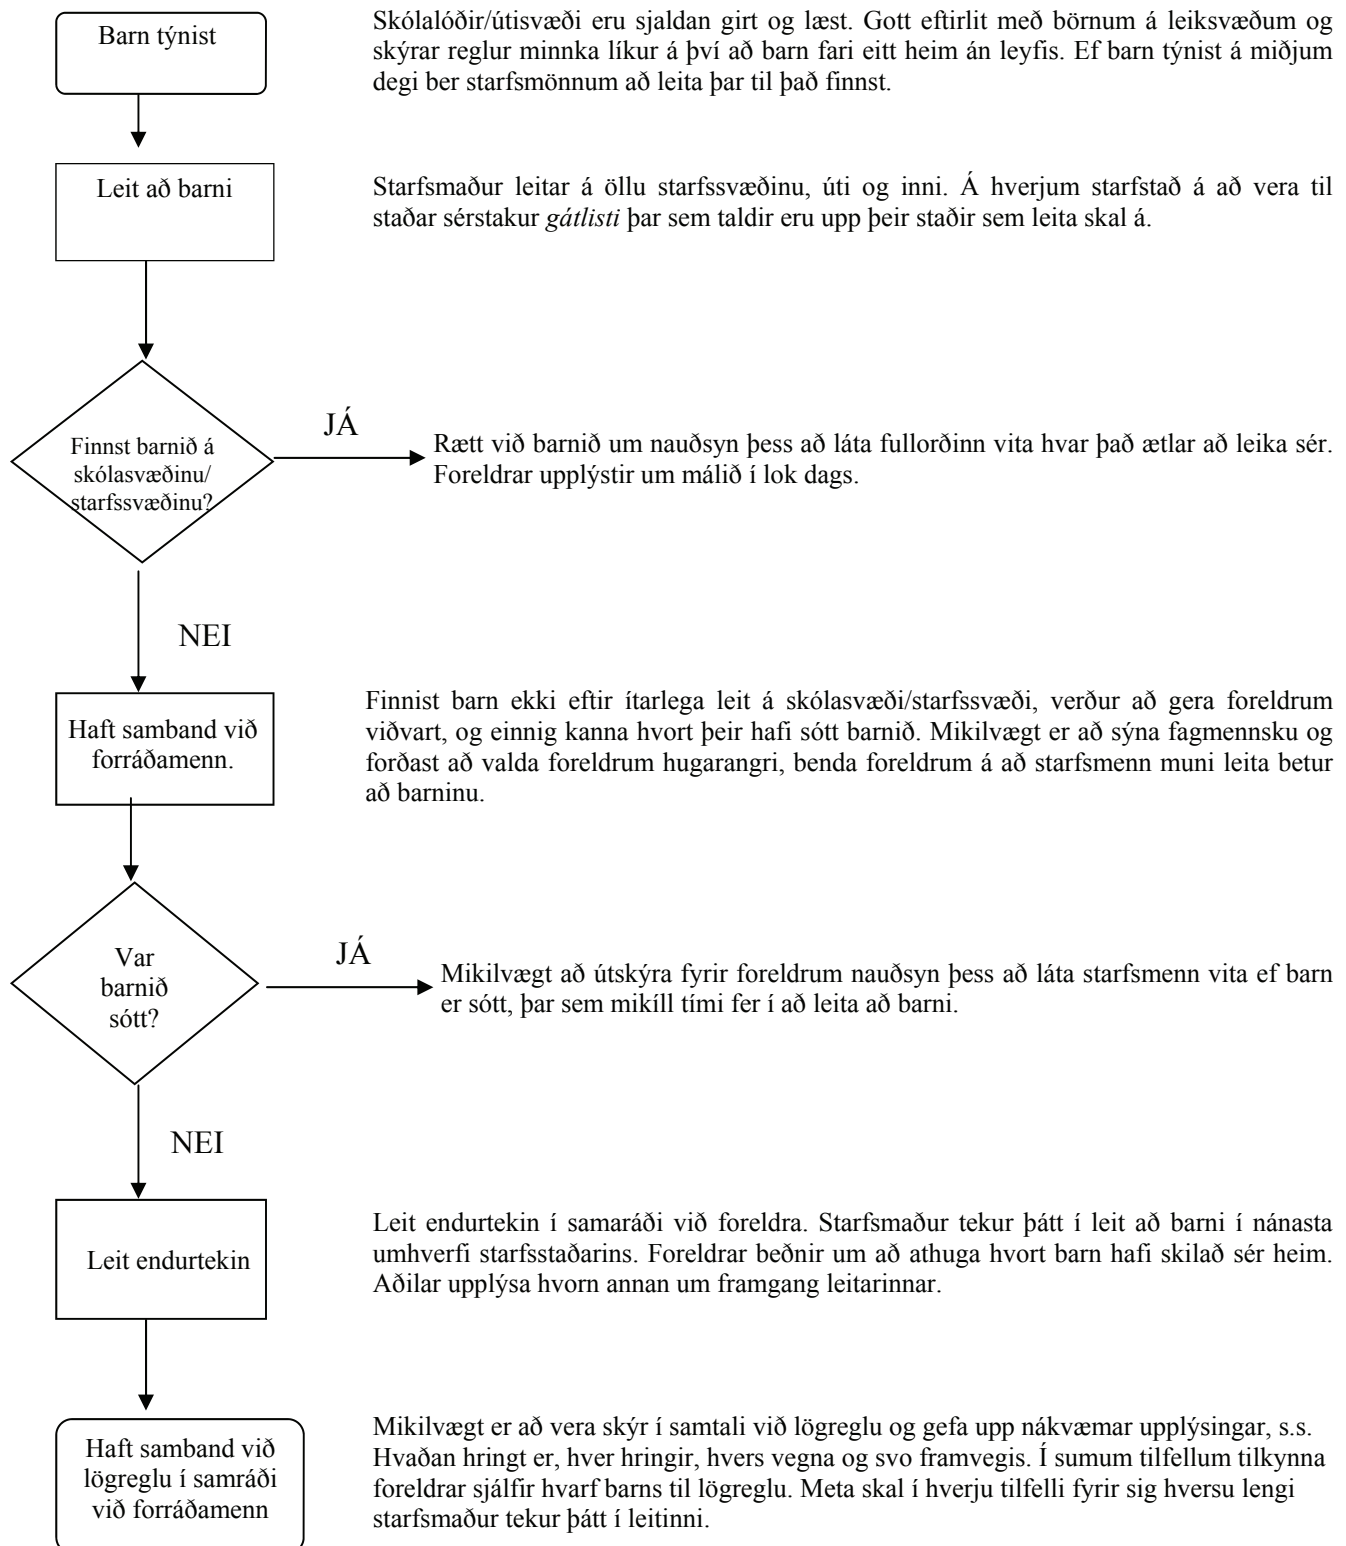 Barn týnist
Skólalóðir/útisvæði eru sjaldan girt og læst. Gott eftirlit með börnum á leiksvæðum og
skýrar reglur minnka líkur á því að barn fari eitt heim án leyfis. Ef barn týnist á miðjum
degi ber starfsmönnum að leita þar til það finnst.
Leit að barni
Starfsmaður leitar á öllu starfssvæðinu, úti og inni. Á hverjum starfstað á að vera til
staðar sérstakur gátlisti þar sem taldir eru upp þeir staðir sem leita skal á.
Finnst barnið á
skólasvæðinu/
starfssvæðinu?
JÁ
Rætt við barnið um nauðsyn þess að láta fullorðinn vita hvar það ætlar að leika sér.
Foreldrar upplýstir um málið í lok dags.
NEI
Haft samband við
forráðamenn.
Finnist barn ekki eftir ítarlega leit á skólasvæði/starfssvæði, verður að gera foreldrum
viðvart, og einnig kanna hvort þeir hafi sótt barnið. Mikilvægt er að sýna fagmennsku og
forðast að valda foreldrum hugarangri, benda foreldrum á að starfsmenn muni leita betur
að barninu.
Var
barnið
sótt?
JÁ
Mikilvægt að útskýra fyrir foreldrum nauðsyn þess að láta starfsmenn vita ef barn
er sótt, þar sem mikíll tími fer í að leita að barni.
NEI
Leit endurtekin
Leit endurtekin í samaráði við foreldra. Starfsmaður tekur þátt í leit að barni í nánasta
umhverfi starfsstaðarins. Foreldrar beðnir um að athuga hvort barn hafi skilað sér heim.
Aðilar upplýsa hvorn annan um framgang leitarinnar.
Haft samband við
lögreglu í samráði
við forráðamenn
Mikilvægt er að vera skýr í samtali við lögreglu og gefa upp nákvæmar upplýsingar, s.s.
Hvaðan hringt er, hver hringir, hvers vegna og svo framvegis. Í sumum tilfellum tilkynna
foreldrar sjálfir hvarf barns til lögreglu. Meta skal í hverju tilfelli fyrir sig hversu lengi
starfsmaður tekur þátt í leitinni.